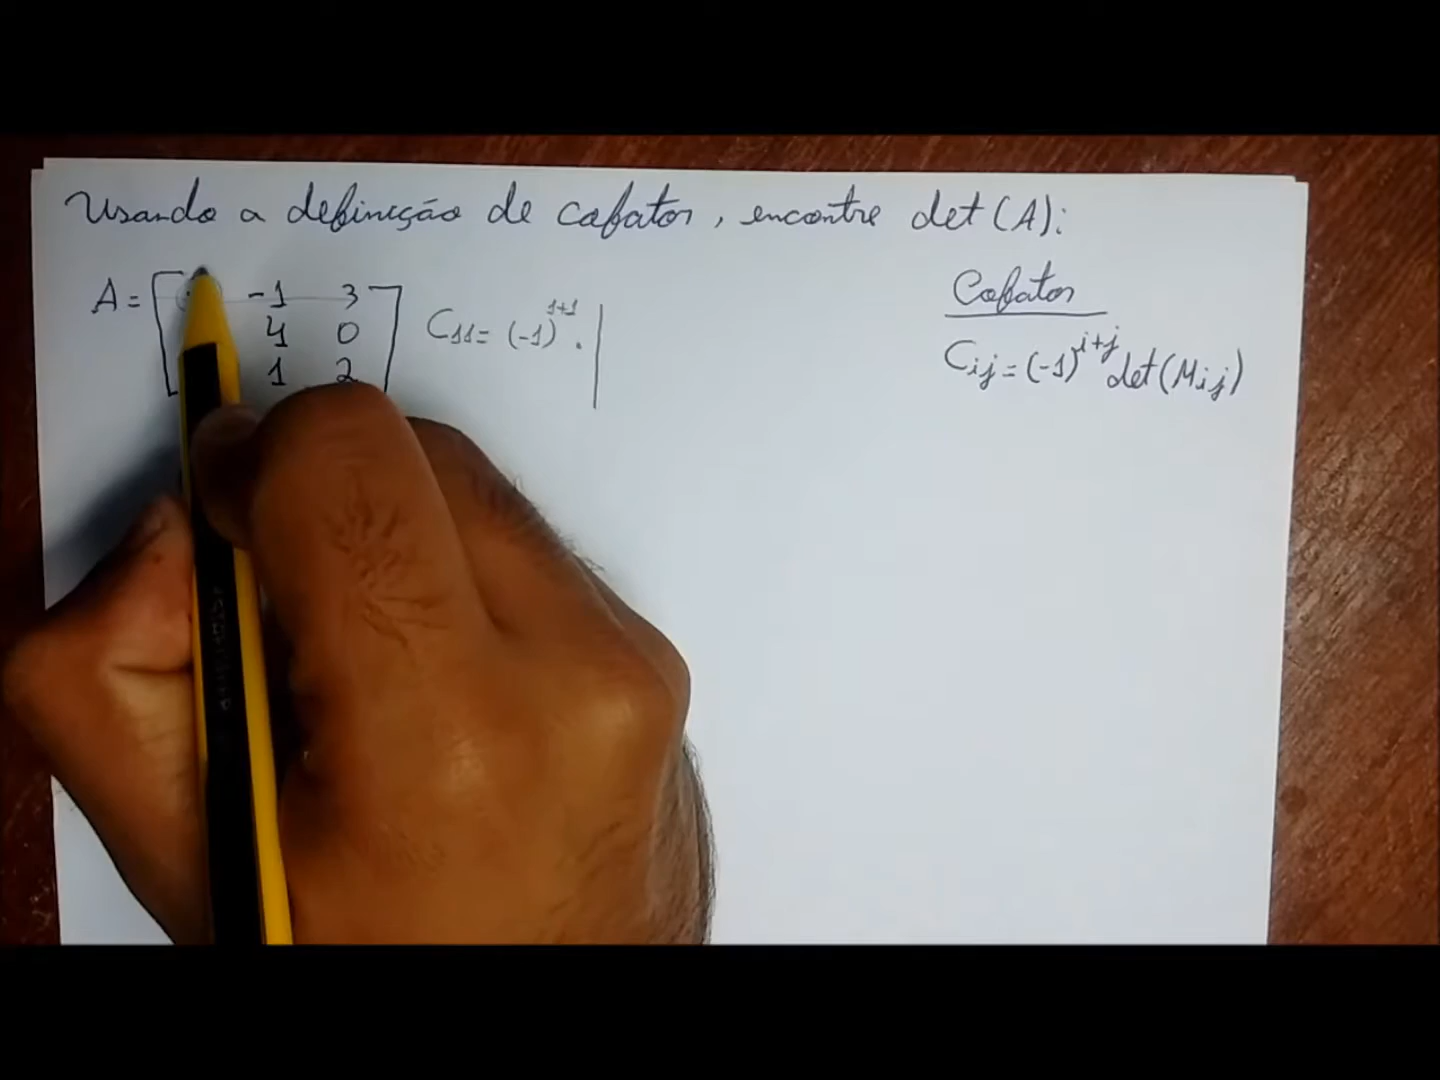 Usando a definição de cofator, encontre det(A):
A = [ -1 3
4 0
1 2 ]
C11 = (-1)^1+1 . |
Cofator
Cij = (-1)^i+j det(Mij)